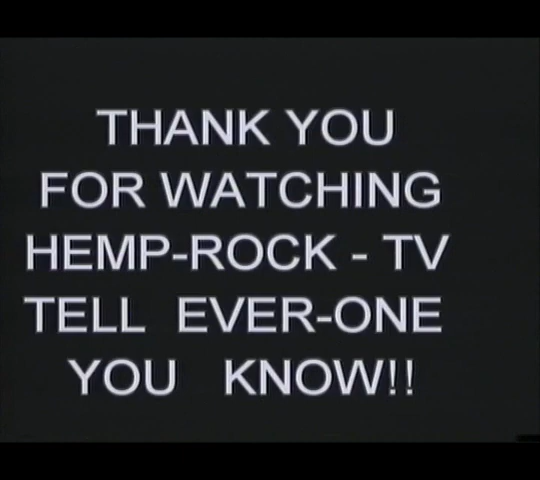 THANK YOU
FOR WATCHING
HEMP-ROCK - TV
TELL EVER-ONE
YOU KNOW!!